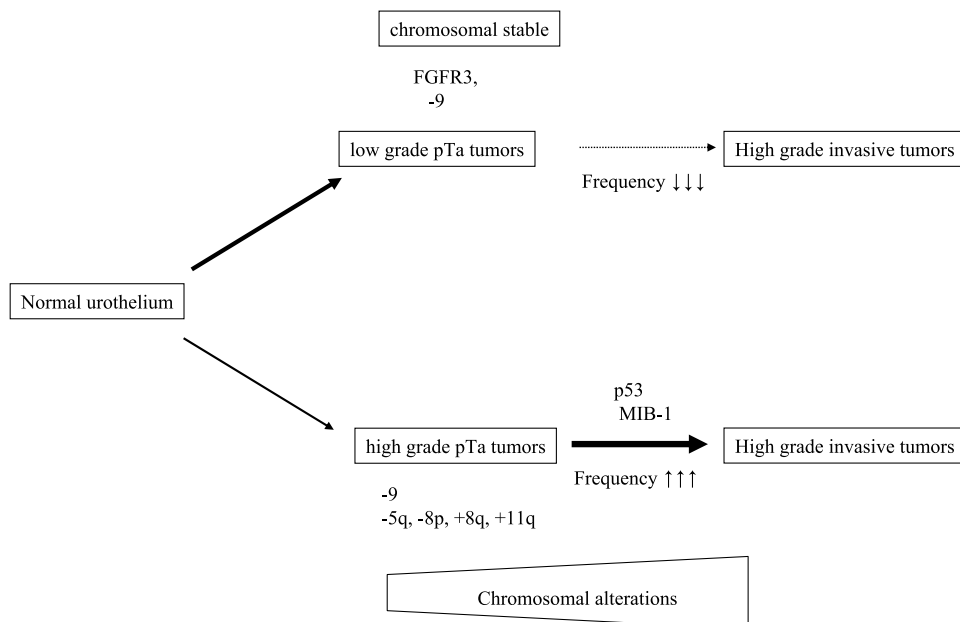 chromosomal stable
FGFR3,
-9
low grade pTa tumors
High grade invasive tumors
Frequency ↓↓↓
Normal urothelium
p53
MIB-1
high grade pTa tumors
High grade invasive tumors
Frequency ↑↑↑
-9
-5q, -8p, +8q, +11q
Chromosomal alterations